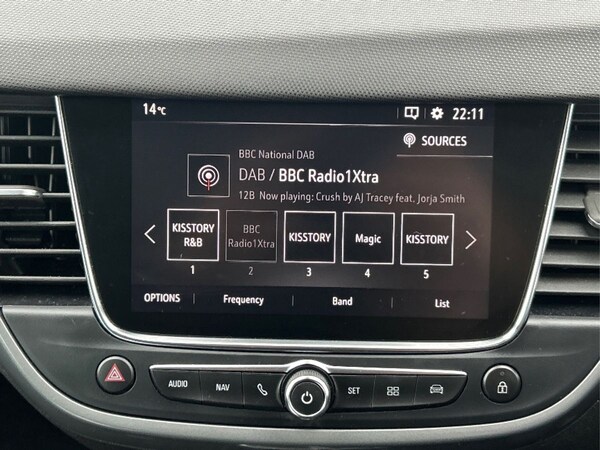 14°C
22:11
SOURCES
BBC National DAB
DAB / BBC Radio1Xtra
12B Now playing: Crush by AJ Tracey feat. Jorja Smith
KISSTORY R&B
BBC Radio1Xtra
KISSTORY
Magic
KISSTORY
1 2 3 4 5
OPTIONS Frequency Band List
AUDIO NAV SET